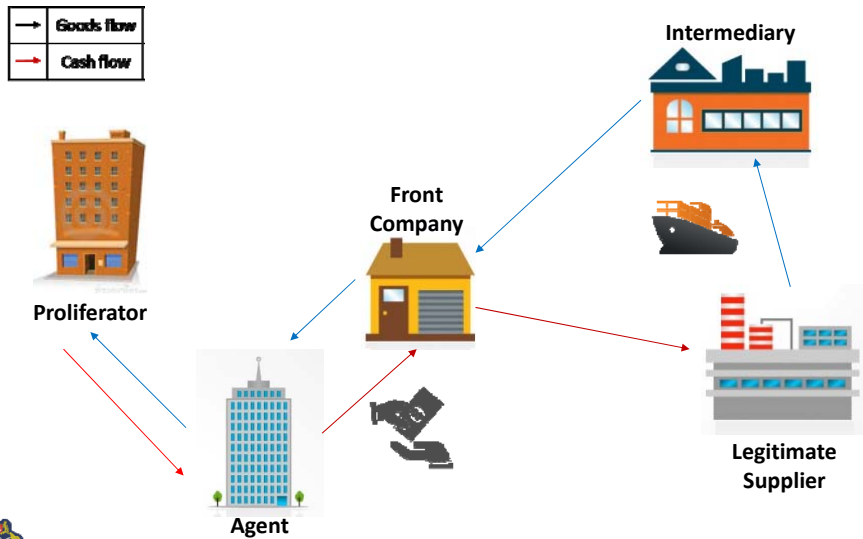 Goods flow
Cash flow
Intermediary
Front
Company
Proliferator
Legitimate
Supplier
Agent